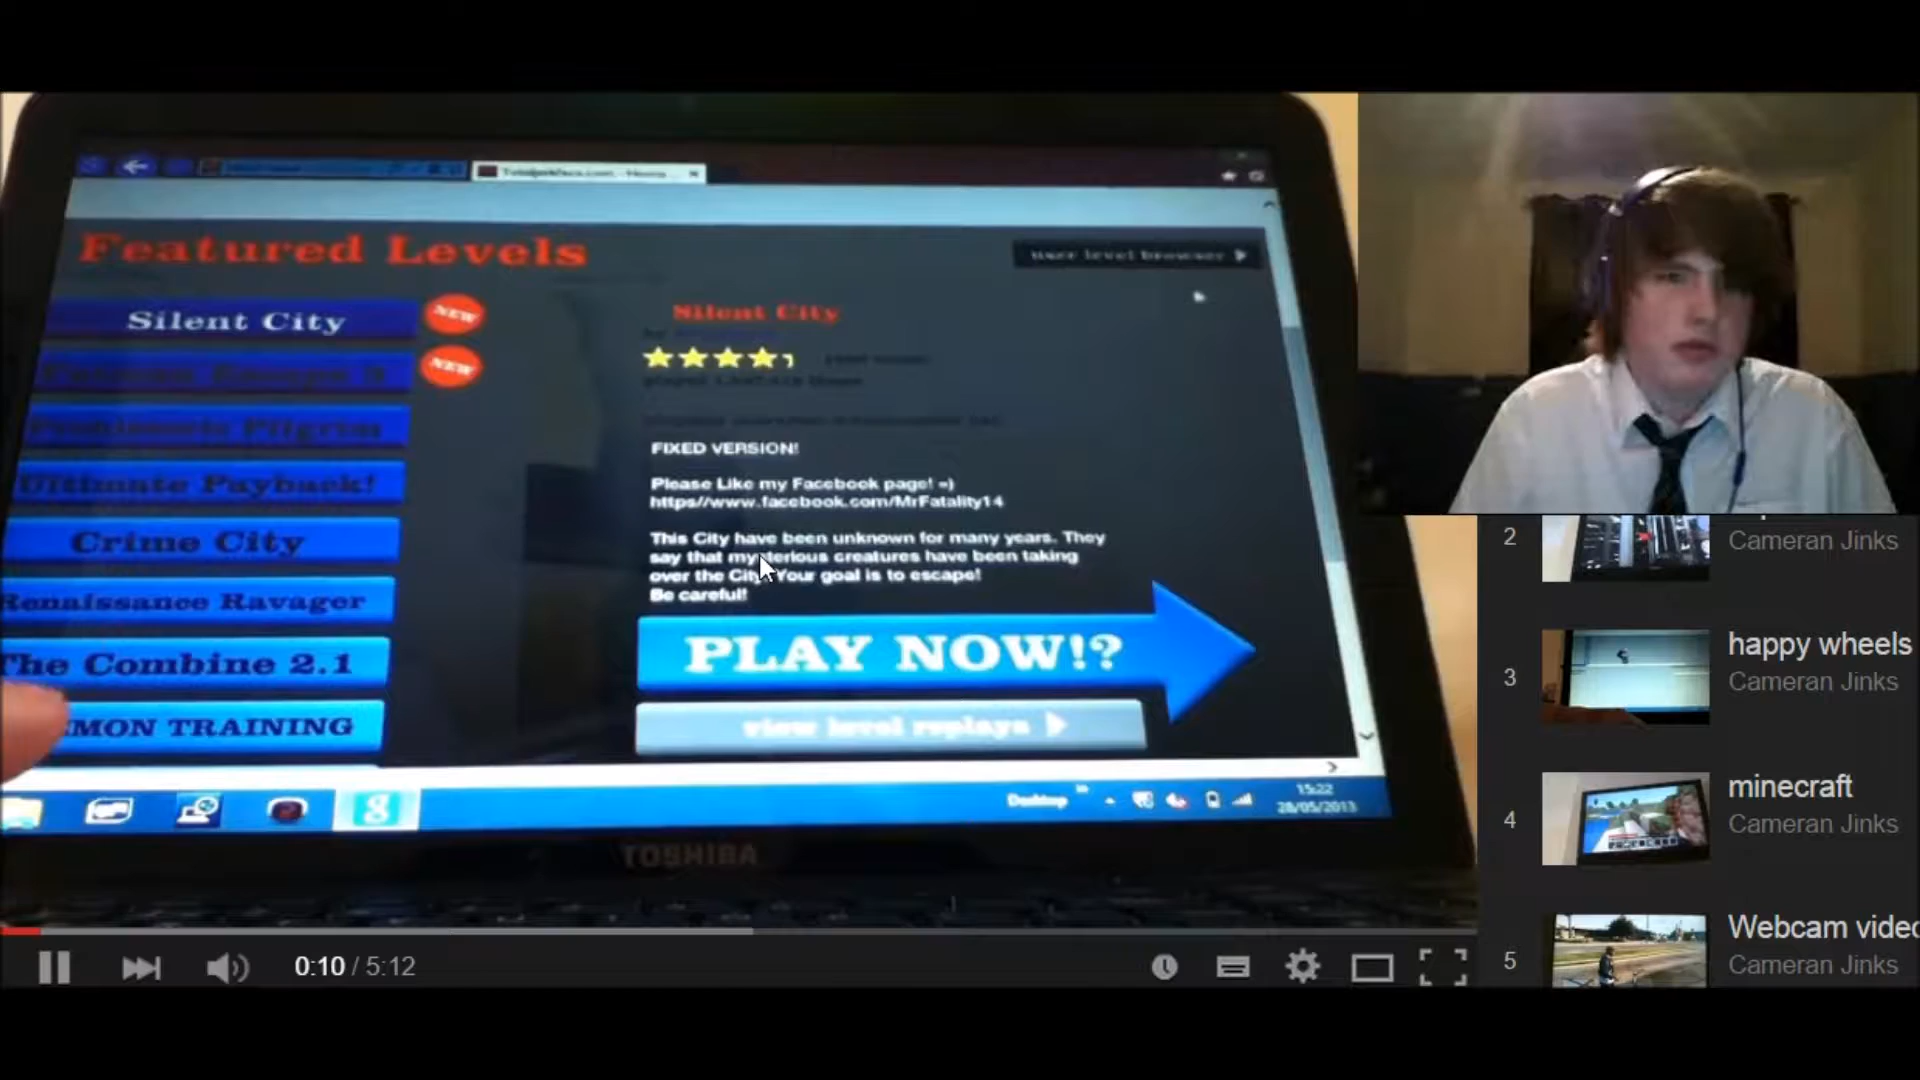 Featured Levels
user level browser
Silent City
NEW
NEW
Ultimate Payback!
Crime City
Renaissance Ravager
The Combine 2.1
MON TRAINING
Silent City
FIXED VERSION!
Please Like my Facebook page! =)
https//www.facebook.com/MrFatality14
This City have been unknown for many years. They
say that mysterious creatures have been taking
over the City. Your goal is to escape!
Be careful!
PLAY NOW!?
view level replays
Desktop
15:22
28/05/2013
TOSHIBA
0:10 / 5:12
2
Cameran Jinks
3
happy wheels
Cameran Jinks
4
minecraft
Cameran Jinks
5
Webcam video
Cameran Jinks